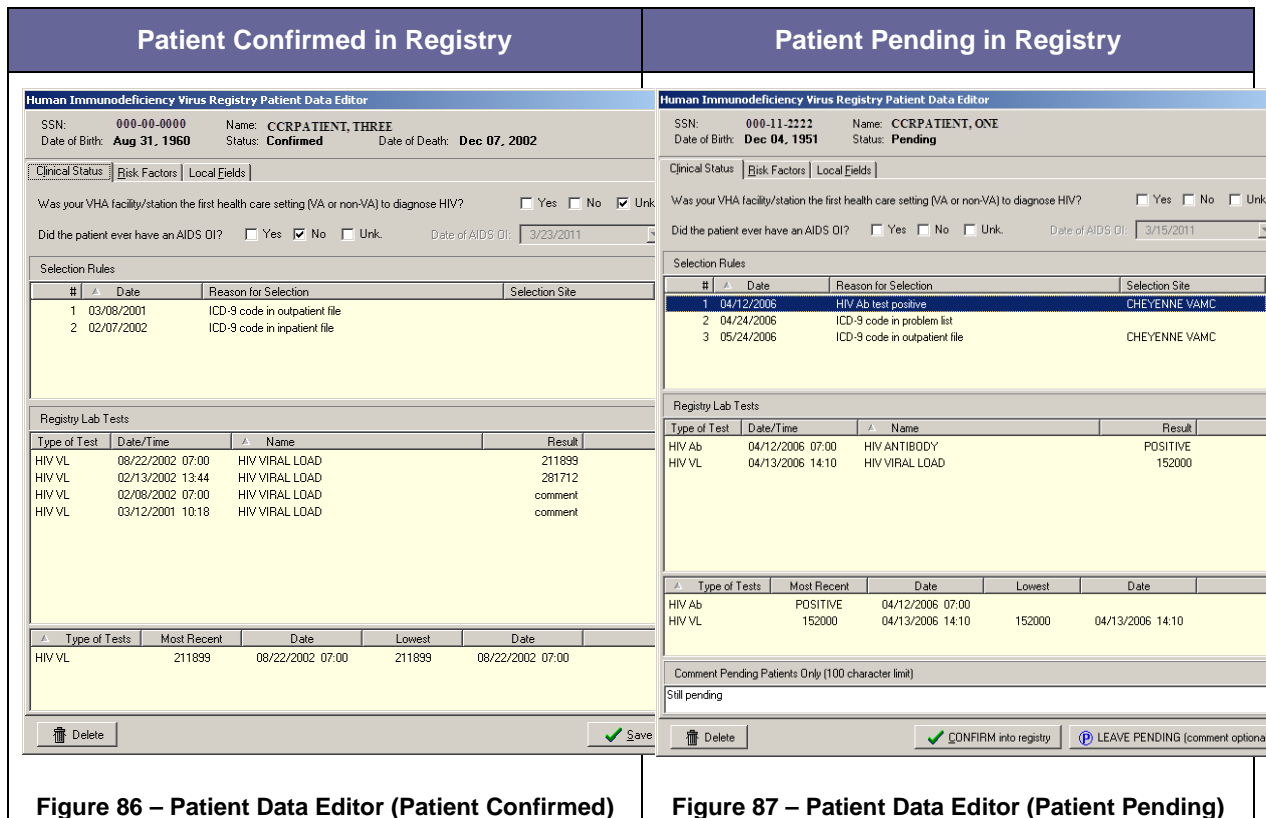 Patient Confirmed in Registry
Human Immunodeficiency Virus Registry Patient Data Editor
SSN: 000-00-0000 Name: CCRPATIENT, THREE
Date of Birth: Aug 31, 1960 Status: Confirmed Date of Death: Dec 07, 2002
Clinical Status Risk Factors Local Fields
Was your VHA facility/station the first health care setting (VA or non-VA) to diagnose HIV? Yes No Unk
Did the patient ever have an AIDS OI? Yes No Unk. Date of AIDS OI: 3/23/2011
Selection Rules
# Date Reason for Selection Selection Site
1 03/08/2001 ICD-9 code in outpatient file
2 02/07/2002 ICD-9 code in inpatient file
Registry Lab Tests
Type of Test Date/Time Name Result
HIV VL 08/22/2002 07:00 HIV VIRAL LOAD 211899
HIV VL 02/13/2002 13:44 HIV VIRAL LOAD 281712
HIV VL 02/08/2002 07:00 HIV VIRAL LOAD comment
HIV VL 03/12/2001 10:18 HIV VIRAL LOAD comment
Type of Tests Most Recent Date Lowest Date
HIV VL 211899 08/22/2002 07:00 211899 08/22/2002 07:00
Delete Save
Figure 86 – Patient Data Editor (Patient Confirmed)
Patient Pending in Registry
Human Immunodeficiency Virus Registry Patient Data Editor
SSN: 000-11-2222 Name: CCRPATIENT, ONE
Date of Birth: Dec 04, 1951 Status: Pending
Clinical Status Risk Factors Local Fields
Was your VHA facility/station the first health care setting (VA or non-VA) to diagnose HIV? Yes No Unk
Did the patient ever have an AIDS OI? Yes No Unk. Date of AIDS OI: 3/15/2011
Selection Rules
# Date Reason for Selection Selection Site
1 04/12/2006 HIV Ab test positive CHEYENNE VAMC
2 04/24/2006 ICD-9 code in problem list
3 05/24/2006 ICD-9 code in outpatient file CHEYENNE VAMC
Registry Lab Tests
Type of Test Date/Time Name Result
HIV Ab 04/12/2006 07:00 HIV ANTIBODY POSITIVE
HIV VL 04/13/2006 14:10 HIV VIRAL LOAD 152000
Type of Tests Most Recent Date Lowest Date
HIV Ab POSITIVE 04/12/2006 07:00
HIV VL 152000 04/13/2006 14:10 152000 04/13/2006 14:10
Comment Pending Patients Only (100 character limit)
Still pending
Delete CONFIRM into registry P LEAVE PENDING (comment optiona
Figure 87 – Patient Data Editor (Patient Pending)